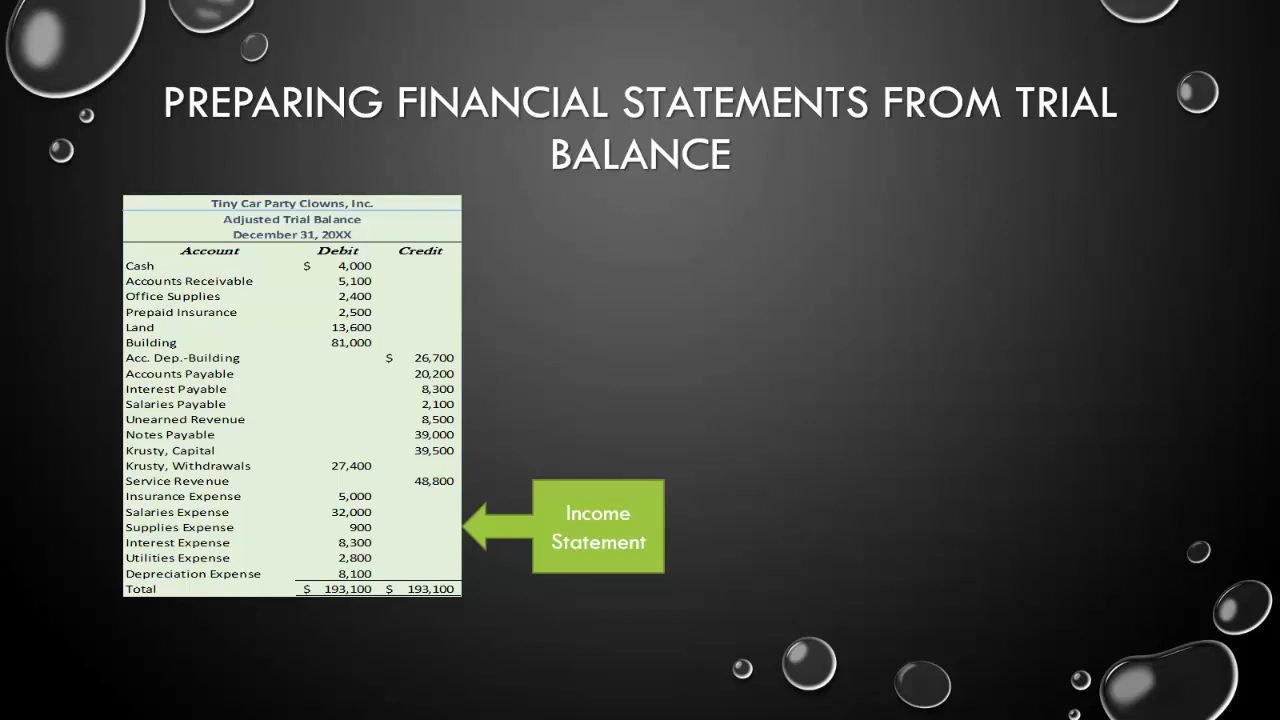 PREPARING FINANCIAL STATEMENTS FROM TRIAL
BALANCE
Tiny Car Party Clowns, Inc.
Adjusted Trial Balance
December 31, 20XX
Account Debit Credit
Cash $ 4,000
Accounts Receivable 5,100
Office Supplies 2,400
Prepaid Insurance 2,500
Land 13,600
Building 81,000
Acc. Dep.-Building $ 26,700
Accounts Payable 20,200
Interest Payable 8,300
Salaries Payable 2,100
Unearned Revenue 8,500
Notes Payable 39,000
Krusty, Capital 39,500
Krusty, Withdrawals 27,400
Service Revenue 48,800
Insurance Expense 5,000
Salaries Expense 32,000
Supplies Expense 900
Interest Expense 8,300
Utilities Expense 2,800
Depreciation Expense 8,100
Total $ 193,100 $ 193,100
Income
Statement